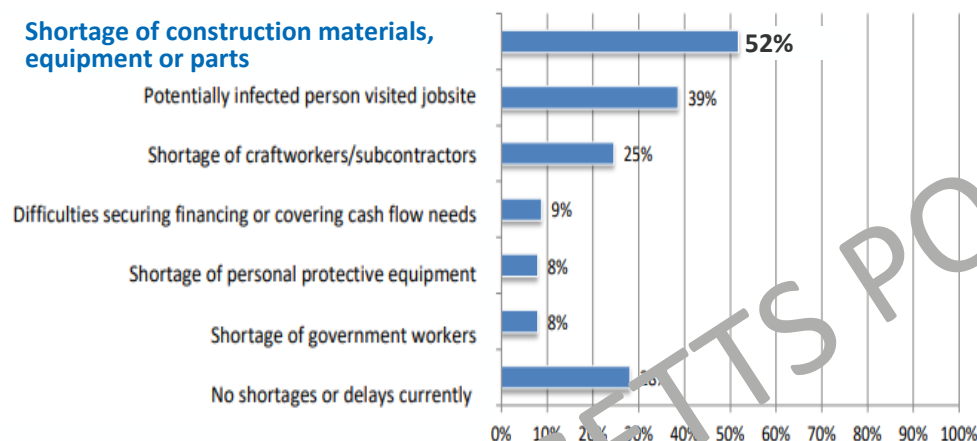 Shortage of construction materials,
equipment or parts
52%
Potentially infected person visited jobsite
39%
Shortage of craftworkers/subcontractors
25%
Difficulties securing financing or covering cash flow needs
9%
Shortage of personal protective equipment
8%
Shortage of government workers
8%
No shortages or delays currently
0% 10% 30% 40% 50% 60% 70% 80% 90% 100%